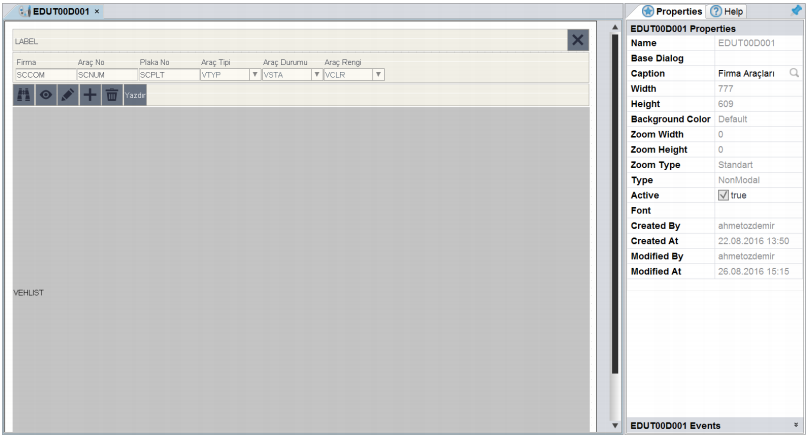 EDUT00D001 ×
LABEL
Firma Araç No Plaka No Araç Tipi Araç Durumu Araç Rengi
SCCOM SCNUM SCPLT VTYP VSTA VCLR
Yazdır
VEHLIST
Properties Help
EDUT00D001 Properties
Name EDUT00D001
Base Dialog
Caption Firma Araçları
Width 777
Height 609
Background Color Default
Zoom Width 0
Zoom Height 0
Zoom Type Standart
Type NonModal
Active true
Font
Created By ahmetozdemir
Created At 22.08.2016 13:50
Modified By ahmetozdemir
Modified At 26.08.2016 15:15
EDUT00D001 Events